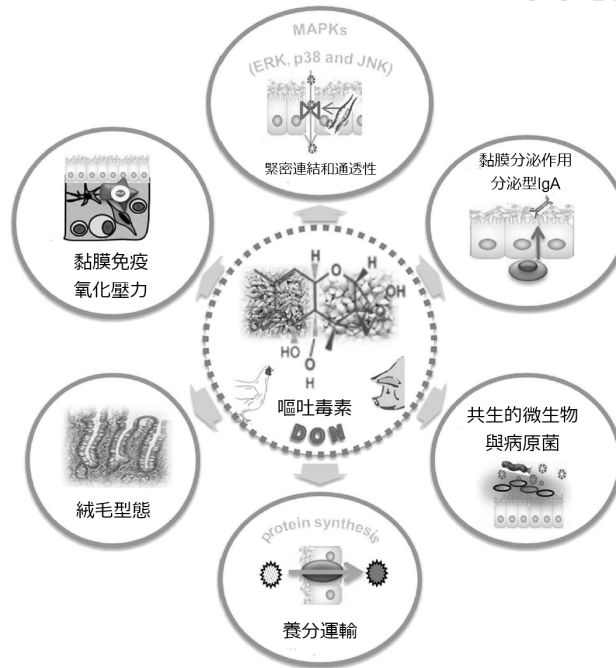 MAPKs
(ERK, p38 and JNK)
緊密連結和通透性
黏膜分泌作用
分泌型IgA
黏膜免疫
氧化壓力
H
O
H
OH
O
HO
O
H
嘔吐毒素
DON
共生的微生物
與病原菌
絨毛型態
protein synthesis
養分運輸